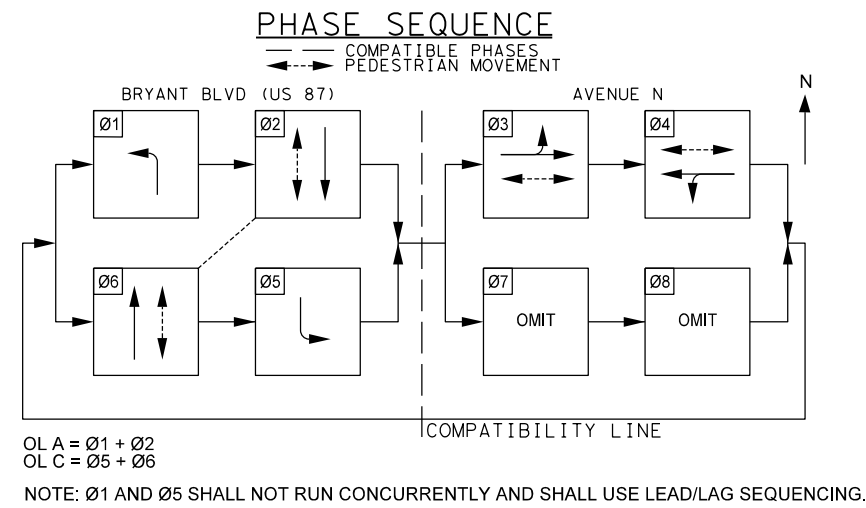 PHASE SEQUENCE
COMPATIBLE PHASES
PEDESTRIAN MOVEMENT
BRYANT BLVD (US 87)
AVENUE N
N
Ø1
Ø2
Ø3
Ø4
Ø6
Ø5
Ø7
OMIT
Ø8
OMIT
COMPATIBILITY LINE
OL A = Ø1 + Ø2
OL C = Ø5 + Ø6
NOTE: Ø1 AND Ø5 SHALL NOT RUN CONCURRENTLY AND SHALL USE LEAD/LAG SEQUENCING.